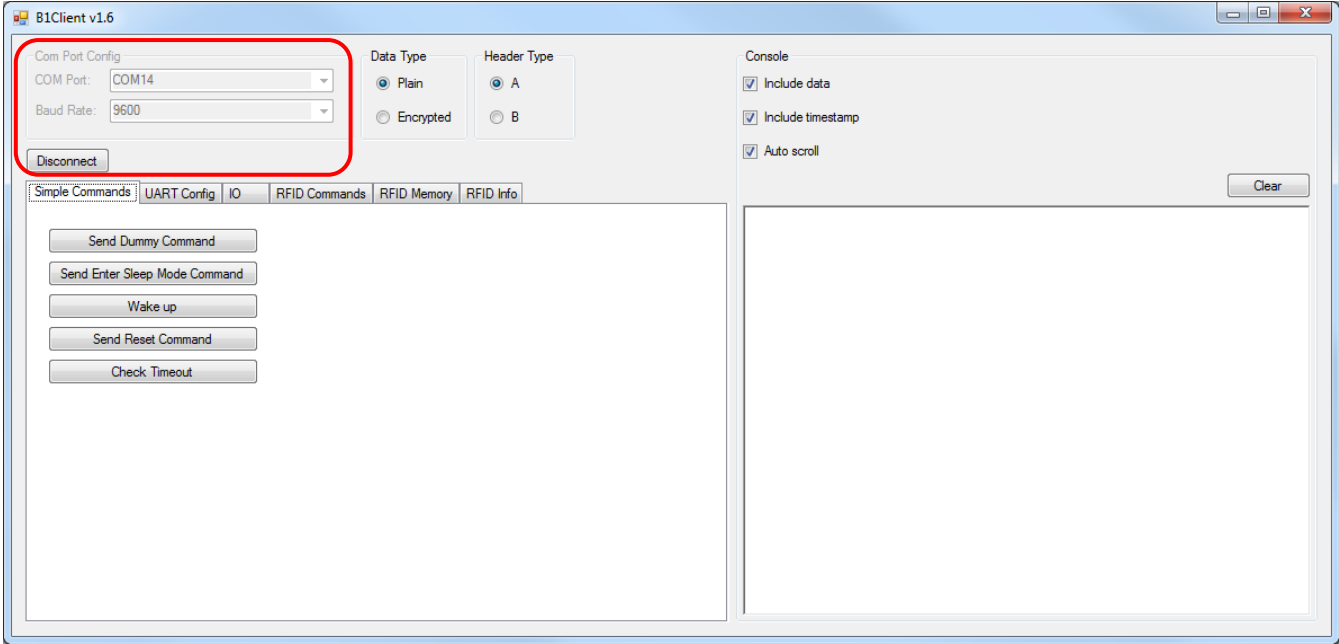 B1Client v1.6
Com Port Config
COM Port: COM14
Baud Rate: 9600
Disconnect
Data Type
Plain
Encrypted
Header Type
A
B
Console
Include data
Include timestamp
Auto scroll
Clear
Simple Commands UART Config IO RFID Commands RFID Memory RFID Info
Send Dummy Command
Send Enter Sleep Mode Command
Wake up
Send Reset Command
Check Timeout